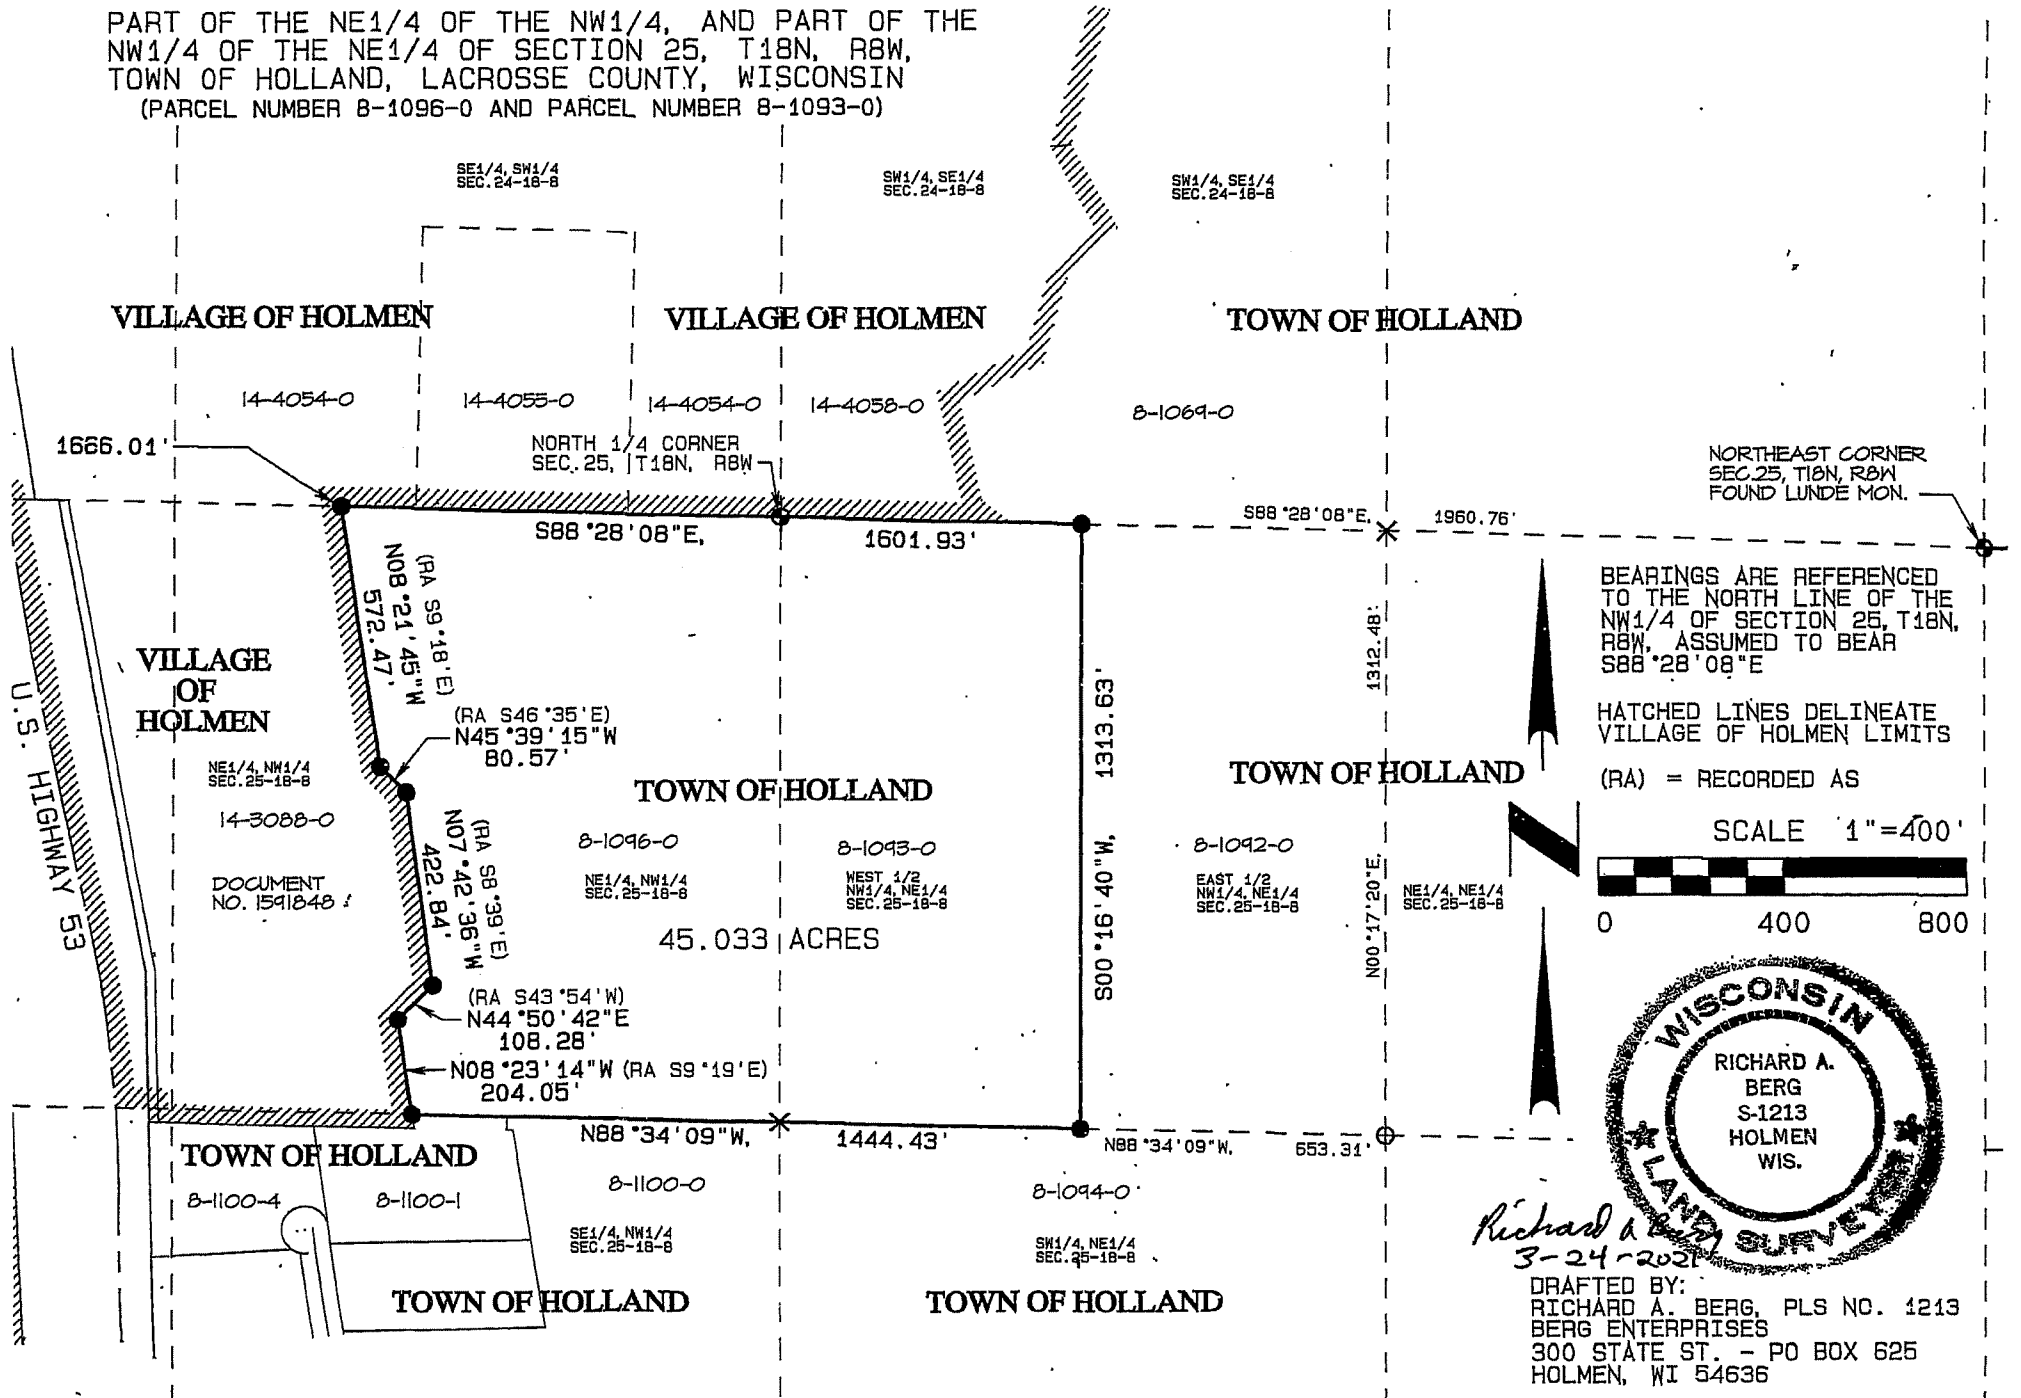 PART OF THE NE1/4 OF THE NW1/4, AND PART OF THE
NW1/4 OF THE NE1/4 OF SECTION 25, T18N, R8W,
TOWN OF HOLLAND, LACROSSE COUNTY, WISCONSIN
(PARCEL NUMBER 8-1096-0 AND PARCEL NUMBER 8-1093-0)
SE1/4, SW1/4
SEC.24-18-8
SW1/4, SE1/4
SEC.24-18-8
SW1/4, SE1/4
SEC.24-18-8
VILLAGE OF HOLMEN
VILLAGE OF HOLMEN
TOWN OF HOLLAND
14-4054-0
14-4055-0
14-4054-0
14-4058-0
8-1069-0
1666.01'
NORTH 1/4 CORNER
SEC.25, T18N, R8W
NORTHEAST CORNER
SEC.25, T18N, R8W
FOUND LUNDE MON.
S88°28'08"E,
1601.93'
S88°28'08"E,
1960.76'
(RA S9°18'E)
N08°21'45"W
572.47'
BEARINGS ARE REFERENCED
TO THE NORTH LINE OF THE
NW1/4 OF SECTION 25, T18N,
R8W, ASSUMED TO BEAR
S88°28'08"E
HATCHED LINES DELINEATE
VILLAGE OF HOLMEN LIMITS
(RA) = RECORDED AS
SCALE 1"=400'
0 400 800
VILLAGE
OF
HOLMEN
U.S. HIGHWAY 53
(RA S46°35'E)
N45°39'15"W
80.57'
NE1/4, NW1/4
SEC.25-18-8
14-3088-0
DOCUMENT
NO. 1591848
TOWN OF HOLLAND
TOWN OF HOLLAND
(RA S8°39'E)
N07°42'36"W
422.84'
8-1096-0
NE1/4, NW1/4
SEC.25-18-8
8-1093-0
WEST 1/2
NW1/4, NE1/4
SEC.25-18-8
45.033 ACRES
S00°16'40"W, 1313.63'
8-1092-0
EAST 1/2
NW1/4, NE1/4
SEC.25-18-8
N00°17'20"E, 1312.48'
NE1/4, NE1/4
SEC.25-18-8
(RA S43°54'W)
N44°50'42"E
108.28'
N08°23'14"W (RA S9°19'E)
204.05'
N88°34'09"W,
1444.43'
N88°34'09"W,
653.31'
TOWN OF HOLLAND
8-1100-4
8-1100-1
8-1100-0
8-1094-0
SE1/4, NW1/4
SEC.25-18-8
SW1/4, NE1/4
SEC.25-18-8
TOWN OF HOLLAND
TOWN OF HOLLAND
WISCONSIN
RICHARD A.
BERG
S-1213
HOLMEN
WIS.
LAND SURVEYOR
Richard A Berg
3-24-2021
DRAFTED BY:
RICHARD A. BERG, PLS NO. 1213
BERG ENTERPRISES
300 STATE ST. - PO BOX 625
HOLMEN, WI 54636